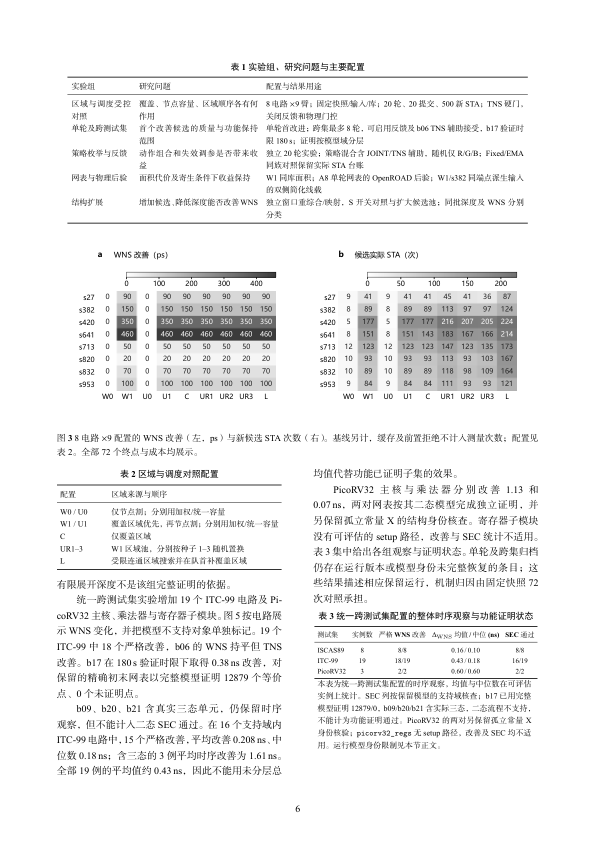 表 1 实验组、研究问题与主要配置
实验组 研究问题 配置与结果用途
区域与调度受控 覆盖、节点容量、区域顺序各有何 8 电路 ×9 臂；固定快照/输入/库；20 轮、20 提交、500 新 STA；TNS 硬门，
对照 作用 关闭反馈和物理门控
单轮及跨测试集 首个改善候选的质量与功能保持 单轮首改进；跨集最多 8 轮，可启用反馈及 b06 TNS 辅助接受，b17 验证时
范围 限 180 s；证明按模型域分层
策略枚举与反馈 动作组合和失效调参是否带来收 独立 20 轮实验；策略混合含 JOINT/TNS 辅助，随机仅 R/G/B；Fixed/EMA
益 同族对照保留实际 STA 台账
网表与物理后验 面积代价及寄生条件下收益保持 W1 同库面积；A8 单轮网表的 OpenROAD 后验；W1/s382 同端点派生输入
的双侧简化线载
结构扩展 增加候选、降低深度能否改善 WNS 独立窗口重综合/映射，S 开关对照与扩大候选池；同批深度及 WNS 分别
分类
a WNS 改善（ps）
0 100 200 300 400
s27 0 90 0 90 90 90 90 90 90
s382 0 150 0 150 150 150 150 150 150
s420 0 350 0 350 350 350 350 350 350
s641 0 460 0 460 460 460 460 460 460
s713 0 50 0 50 50 50 50 50 50
s820 0 20 0 20 20 20 20 20 20
s832 0 70 0 70 70 70 70 70 70
s953 0 100 0 100 100 100 100 100 100
W0 W1 U0 U1 C UR1 UR2 UR3 L
b 候选实际 STA（次）
0 50 100 150 200
s27 9 41 9 41 41 45 41 36 87
s382 8 89 8 89 89 113 97 97 124
s420 5 177 5 177 177 216 207 205 224
s641 8 151 8 151 143 183 167 166 214
s713 12 123 12 123 123 147 123 135 173
s820 10 93 10 93 93 113 93 103 167
s832 10 89 10 89 89 118 98 109 164
s953 9 84 9 84 84 111 93 93 121
W0 W1 U0 U1 C UR1 UR2 UR3 L
图 3 8 电路 ×9 配置的 WNS 改善（左，ps）与新候选 STA 次数（右）。基线另计，缓存及前置拒绝不计入测量次数；配置见
表 2。全部 72 个终点与成本均展示。
表 2 区域与调度对照配置
配置 区域来源与顺序
W0 / U0 仅节点割；分别用加权/统一容量
W1 / U1 覆盖区域优先，再节点割；分别用加权/统一容量
C 仅覆盖区域
UR1–3 W1 区域池，分别按种子 1–3 随机置换
L 受限连通区域搜索并在队首补覆盖区域
有限展开深度不是该组完整证明的依据。
统一跨测试集实验增加 19 个 ITC-99 电路及 Pi-
coRV32 主核、乘法器与寄存器子模块。图 5 按电路展
示 WNS 变化，并把模型不支持对象单独标记。19 个
ITC-99 中 18 个严格改善，b06 的 WNS 持平但 TNS
改善。b17 在 180 s 验证时限下取得 0.38 ns 改善，对
保留的精确初末网表以完整模型证明 12879 个等价
点、0 个未证明点。
b09、b20、b21 含真实三态单元，仍保留时序
观察，但不能计入二态 SEC 通过。在 16 个支持域内
ITC-99 电路中，15 个严格改善，平均改善 0.208 ns、中
位数 0.18 ns；含三态的 3 例平均时序改善为 1.61 ns。
全部 19 例的平均值约 0.43 ns，因此不能用未分层总
均值代替功能已证明子集的效果。
PicoRV32 主核与乘法器分别改善 1.13 和
0.07 ns，两对网表按其二态模型完成独立证明，并
另保留孤立常量 X 的结构身份核查。寄存器子模块
没有可评估的 setup 路径，改善与 SEC 统计不适用。
表 3 集中给出各组观察与证明状态。单轮及跨集归档
仍存在运行版本或模型身份未完整恢复的条目；这
些结果描述相应保留运行，机制归因由固定快照 72
次对照承担。
表 3 统一跨测试集配置的整体时序观察与功能证明状态
测试集 实例数 严格 WNS 改善 ΔWNS 均值/中位 (ns) SEC 通过
ISCAS89 8 8/8 0.16 / 0.10 8/8
ITC-99 19 18/19 0.43 / 0.18 16/19
PicoRV32 3 2/2 0.60 / 0.60 2/2
本表为统一跨测试集配置的时序观察，均值与中位数在可评估
实例上统计。SEC 列按保留模型的支持域核查；b17 已用完整
模型证明 12879/0，b09/b20/b21 含实际三态，二态流程不支持，
不能计为功能证明通过。PicoRV32 的两对另保留孤立常量 X
身份核验；picorv32_regs 无 setup 路径，改善及 SEC 均不适
用。运行模型身份限制见本节正文。
6